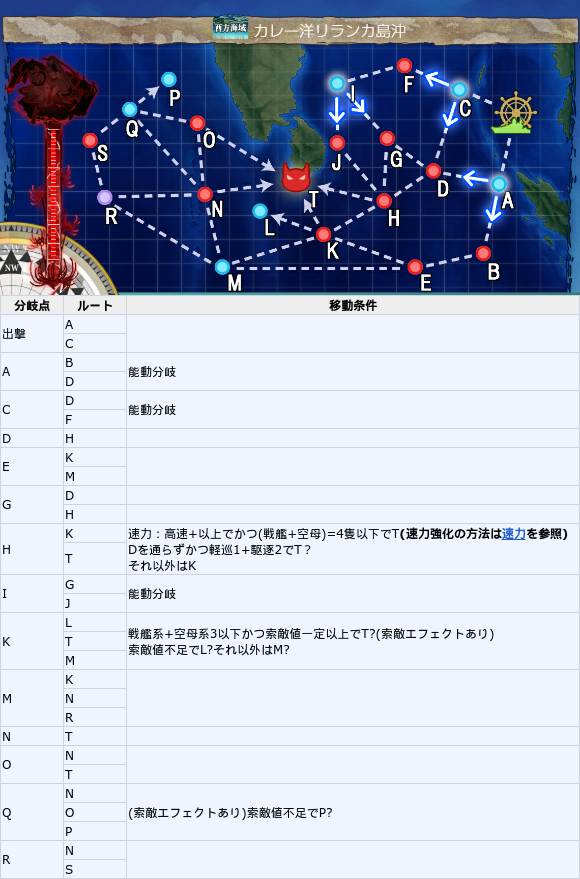 西方海域 カレー洋リランカ島沖
P
I
F
Q
C
O
S
G
J
D
A
R
N
T
L
H
K
B
M
E
NIAU
NW
分岐点 ルート 移動条件
出撃 A
C
A B 能動分岐
D
C D 能動分岐
F
D H
E K
M
G D
H
H K 速力：高速+以上でかつ(戦艦+空母)=4隻以下でT(速力強化の方法は速力を参照)
T Dを通らずかつ軽巡1+駆逐2でT？
それ以外はK
I G 能動分岐
J
K L 戦艦系+空母系3以下かつ索敵値一定以上でT?(索敵エフェクトあり)
T 索敵値不足でL?それ以外はM?
M
M K
N
R
N T
O N
T
Q N (索敵エフェクトあり)索敵値不足でP?
O
P
R N
S